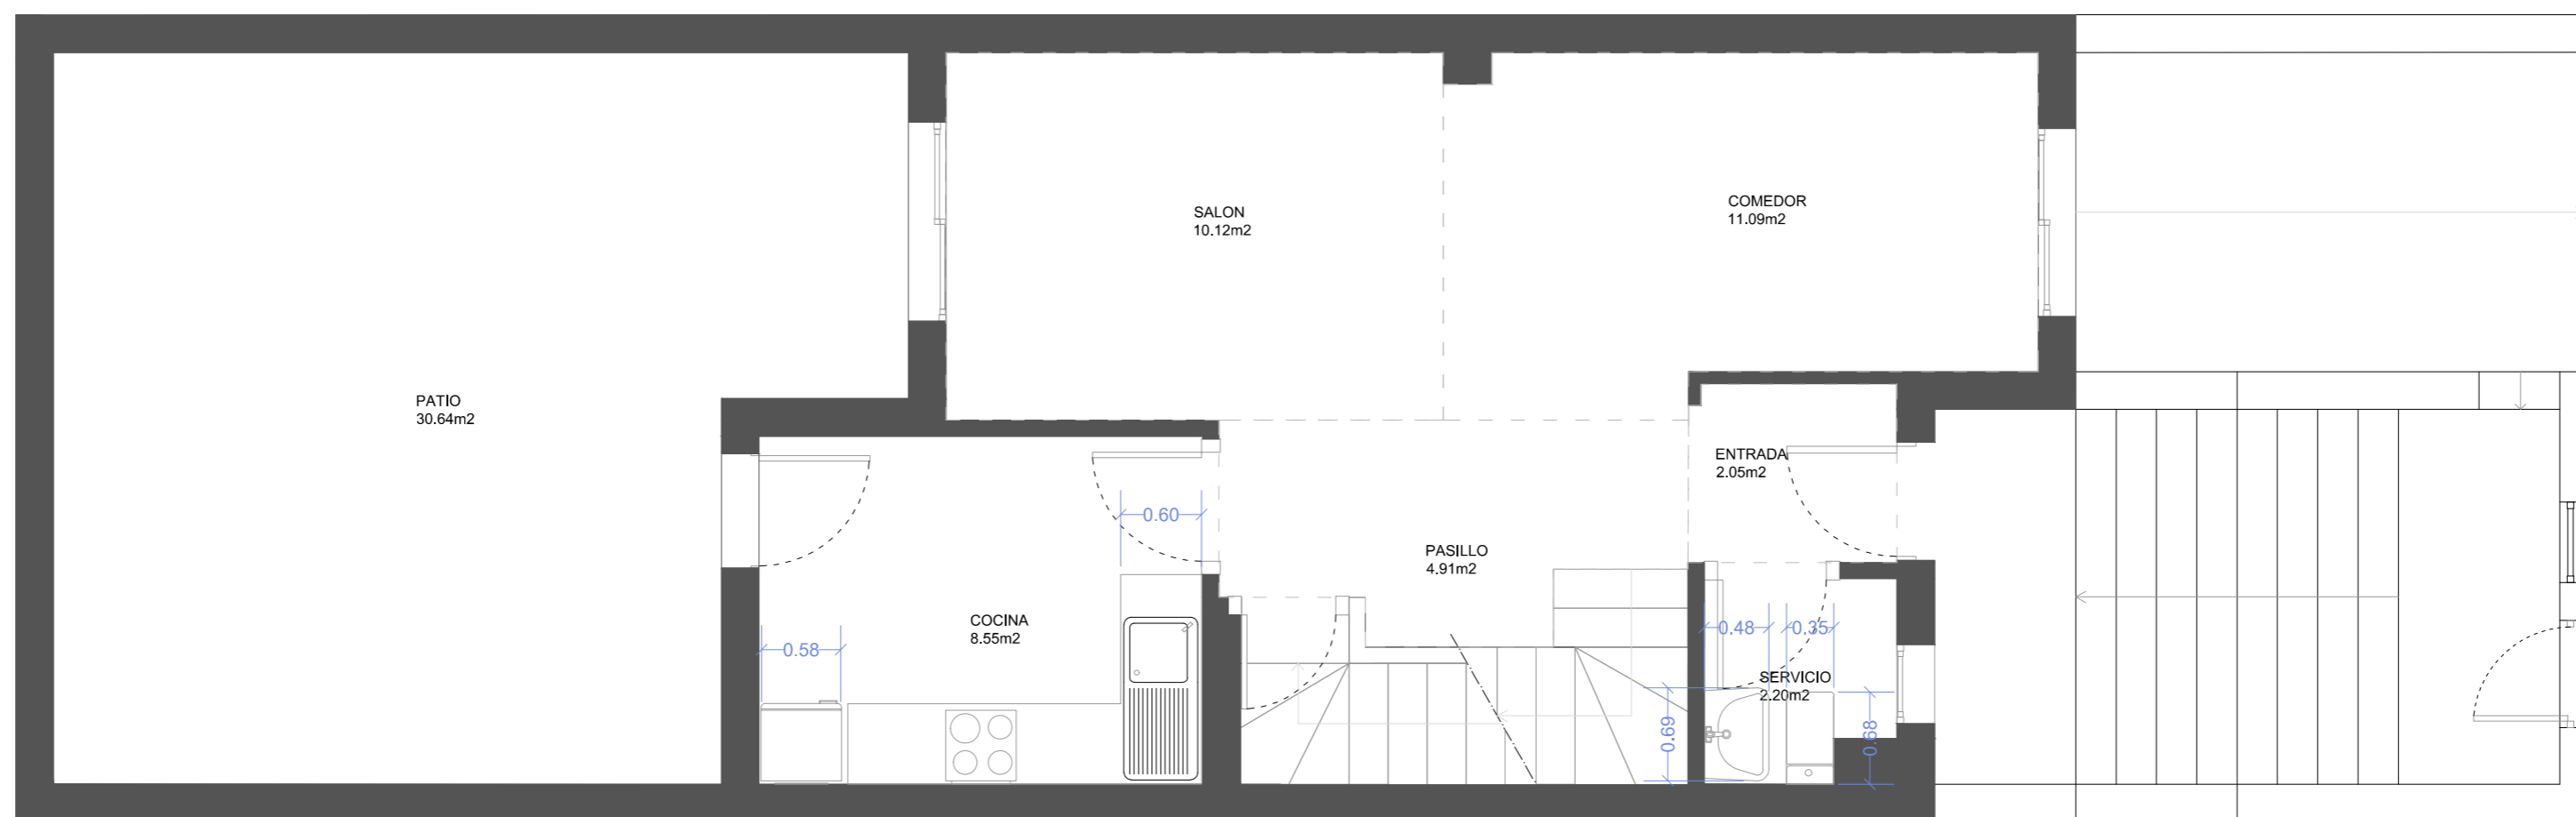 COMEDOR
11.09m2
SALON
10.12m2
PATIO
30.64m2
ENTRADA
2.05m2
0.60
PASILLO
4.91m2
COCINA
8.55m2
0.58
0.48
0.35
SERVICIO
2.20m2
0.69
0.68